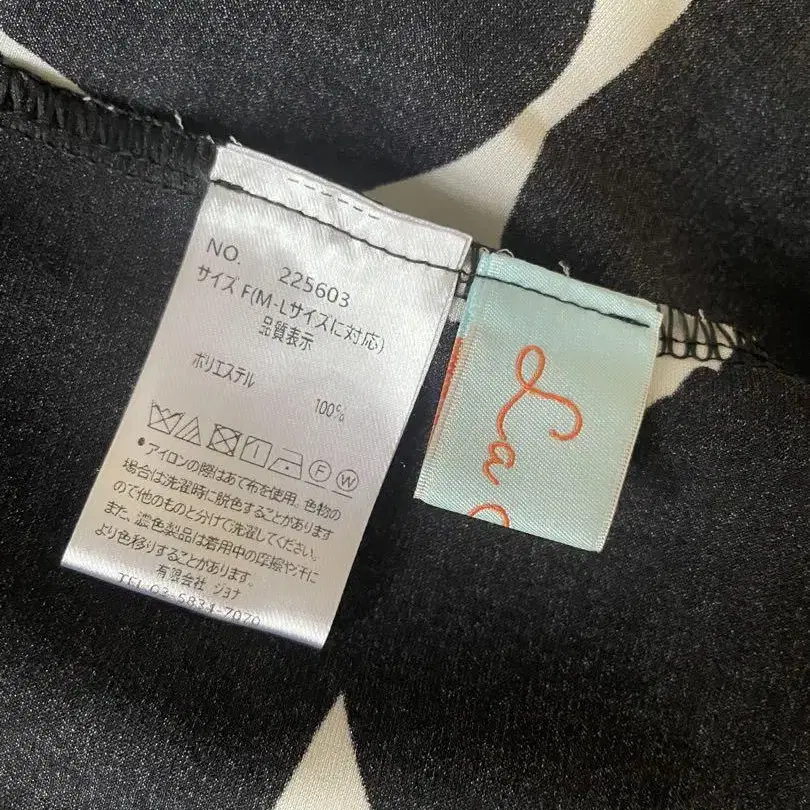 NO. 225603
サイズ F(M-Lサイズに対応)
品質表示
ポリエステル 100%
F W
●アイロンの際はあて布を使用。色物の
場合は洗濯時に脱色することがあります
ので他のものと分けて洗濯してください。
また、濃色製品は着用中の摩擦や汗に
より色移りすることがあります。
有限会社 ジョナ
TEL 03-5831-7070
La